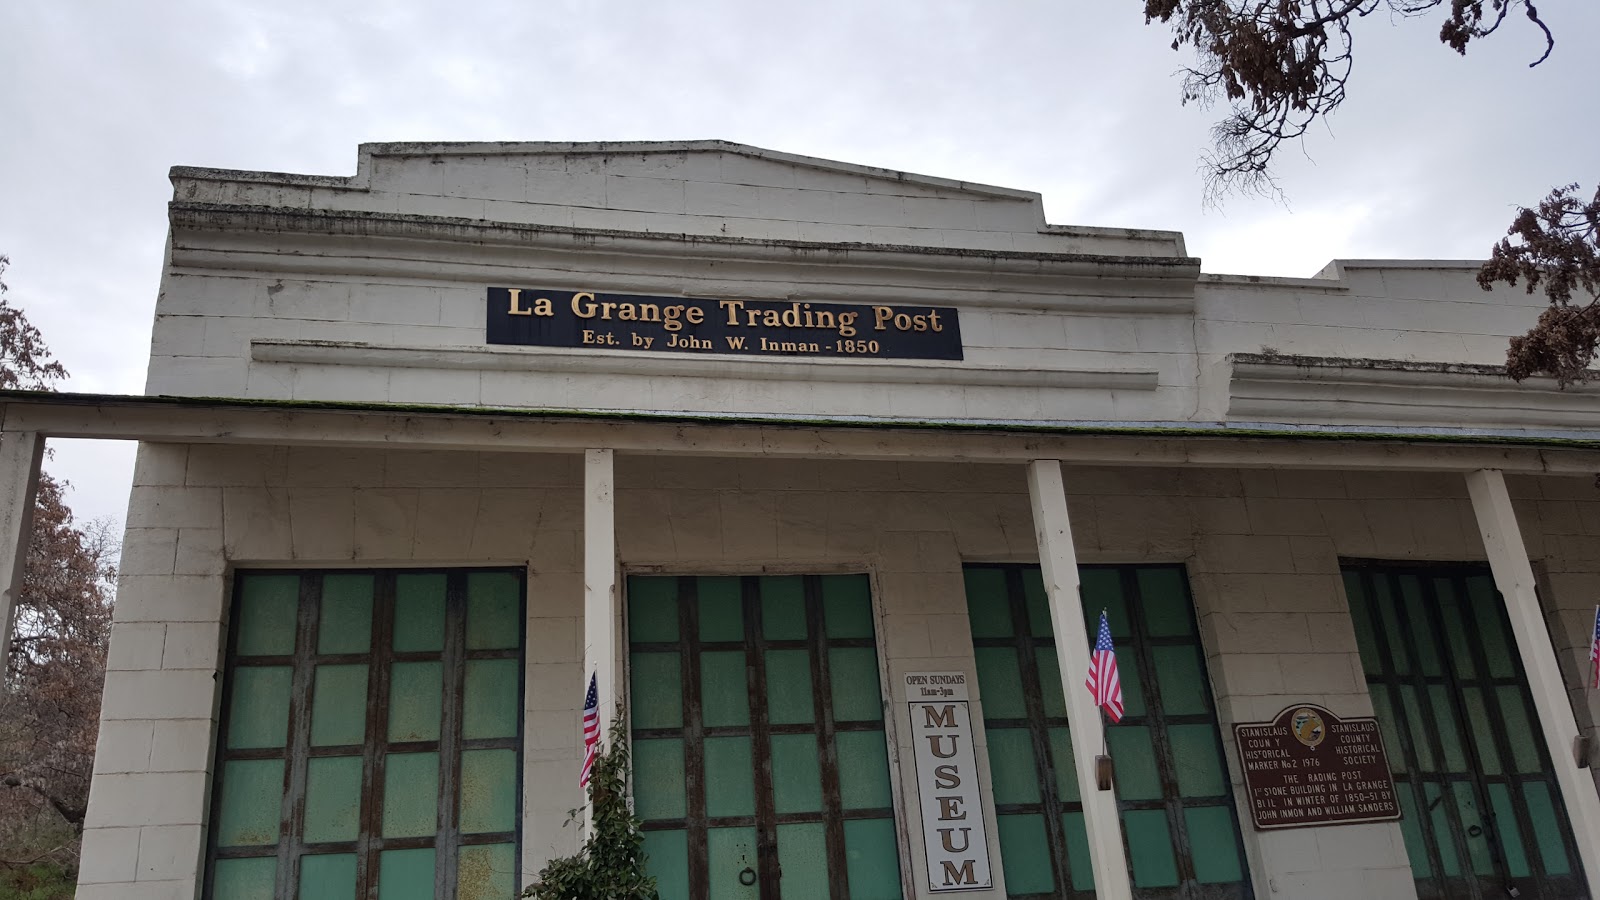 La Grange Trading Post
Est. by John W. Inman - 1850
OPEN SUNDAYS
11am-3pm
MUSEUM
STANISLAUS
COUN Y
HISTORICAL
MARKER No2 1976
STANISLAUS
COUNTY
HISTORICAL
SOCIETY
THE RADING POST
1ST STONE BUILDING IN LA GRANGE
BUIL IN WINTER OF 1850-51 BY
JOHN INMON AND WILLIAM SANDERS